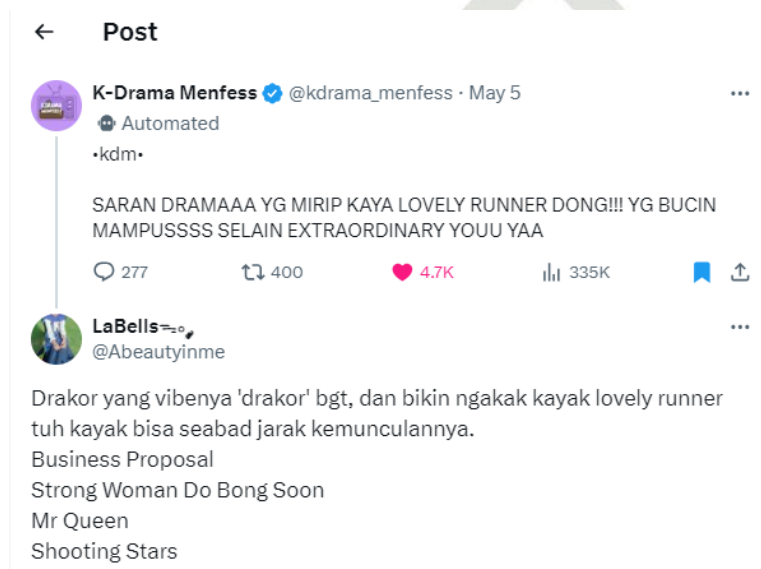 Post
K-Drama Menfess @kdrama_menfess · May 5
Automated
•kdm•
SARAN DRAMAAA YG MIRIP KAYA LOVELY RUNNER DONG!!! YG BUCIN
MAMPUSSSS SELAIN EXTRAORDINARY YOUU YAA
277 400 4.7K 335K
LaBells
@Abeautyinme
Drakor yang vibenya 'drakor' bgt, dan bikin ngakak kayak lovely runner
tuh kayak bisa seabad jarak kemunculannya.
Business Proposal
Strong Woman Do Bong Soon
Mr Queen
Shooting Stars